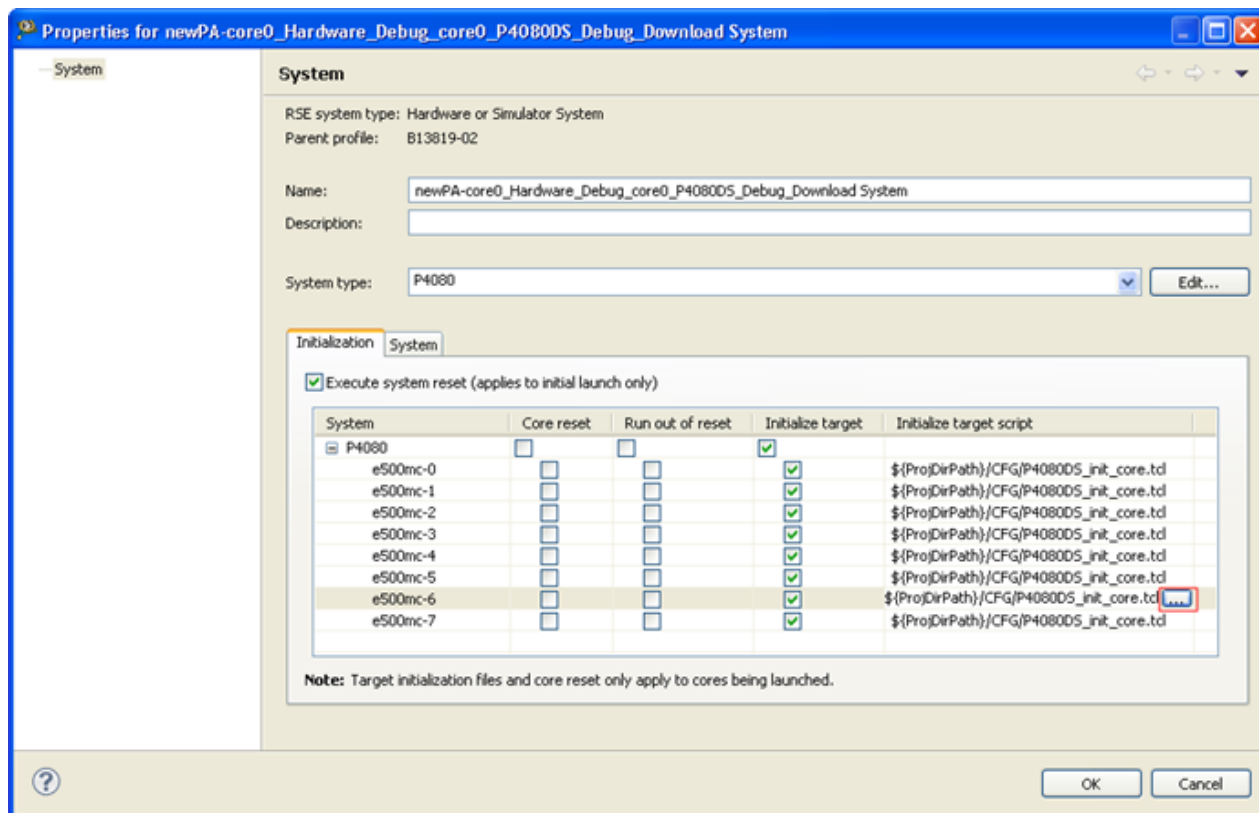 Properties for newPA-core0_Hardware_Debug_core0_P4080DS_Debug_Download System
System
System
RSE system type: Hardware or Simulator System
Parent profile: B13819-02
Name: newPA-core0_Hardware_Debug_core0_P4080DS_Debug_Download System
Description:
System type: P4080 Edit...
Initialization System
Execute system reset (applies to initial launch only)
System Core reset Run out of reset Initialize target Initialize target script
P4080
e500mc-0 ${ProjDirPath}/CFG/P4080DS_init_core.tcl
e500mc-1 ${ProjDirPath}/CFG/P4080DS_init_core.tcl
e500mc-2 ${ProjDirPath}/CFG/P4080DS_init_core.tcl
e500mc-3 ${ProjDirPath}/CFG/P4080DS_init_core.tcl
e500mc-4 ${ProjDirPath}/CFG/P4080DS_init_core.tcl
e500mc-5 ${ProjDirPath}/CFG/P4080DS_init_core.tcl
e500mc-6 ${ProjDirPath}/CFG/P4080DS_init_core.tcl ...
e500mc-7 ${ProjDirPath}/CFG/P4080DS_init_core.tcl
Note: Target initialization files and core reset only apply to cores being launched.
? OK Cancel